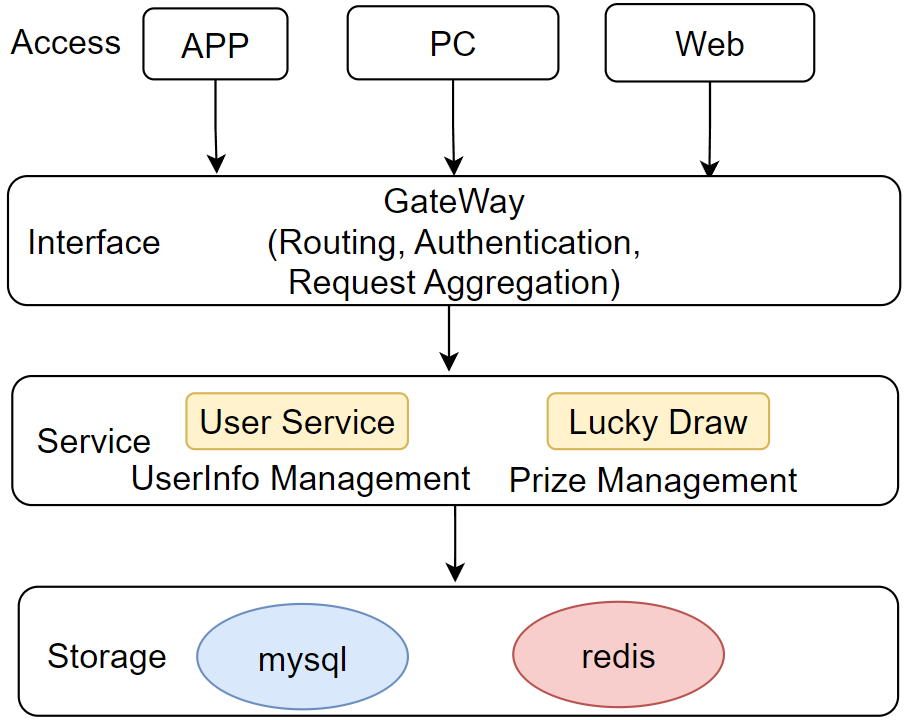 Access
APP
PC
Web
GateWay
Interface
(Routing, Authentication,
Request Aggregation)
User Service
Lucky Draw
Service
UserInfo Management
Prize Management
Storage
mysql
redis